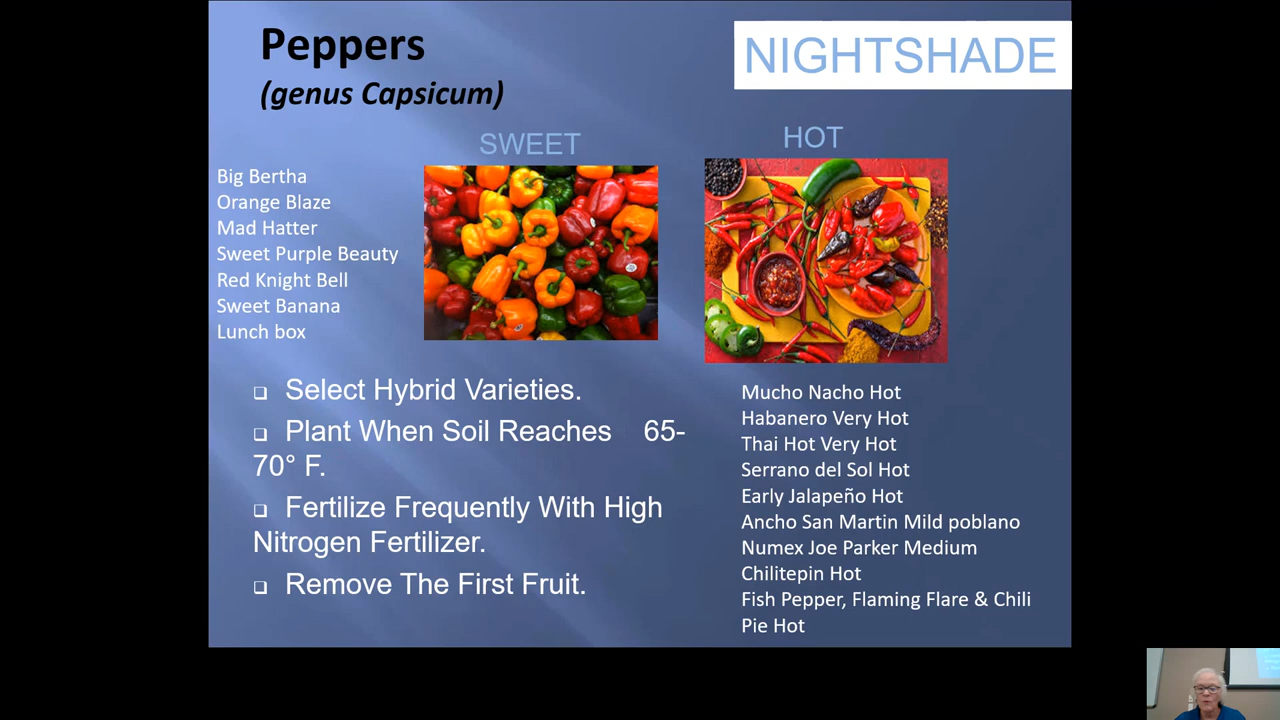 Peppers
(genus Capsicum)
NIGHTSHADE
SWEET
HOT
Big Bertha
Orange Blaze
Mad Hatter
Sweet Purple Beauty
Red Knight Bell
Sweet Banana
Lunch box
❑ Select Hybrid Varieties.
❑ Plant When Soil Reaches 65-
70° F.
❑ Fertilize Frequently With High
Nitrogen Fertilizer.
❑ Remove The First Fruit.
Mucho Nacho Hot
Habanero Very Hot
Thai Hot Very Hot
Serrano del Sol Hot
Early Jalapeño Hot
Ancho San Martin Mild poblano
Numex Joe Parker Medium
Chilitepin Hot
Fish Pepper, Flaming Flare & Chili
Pie Hot